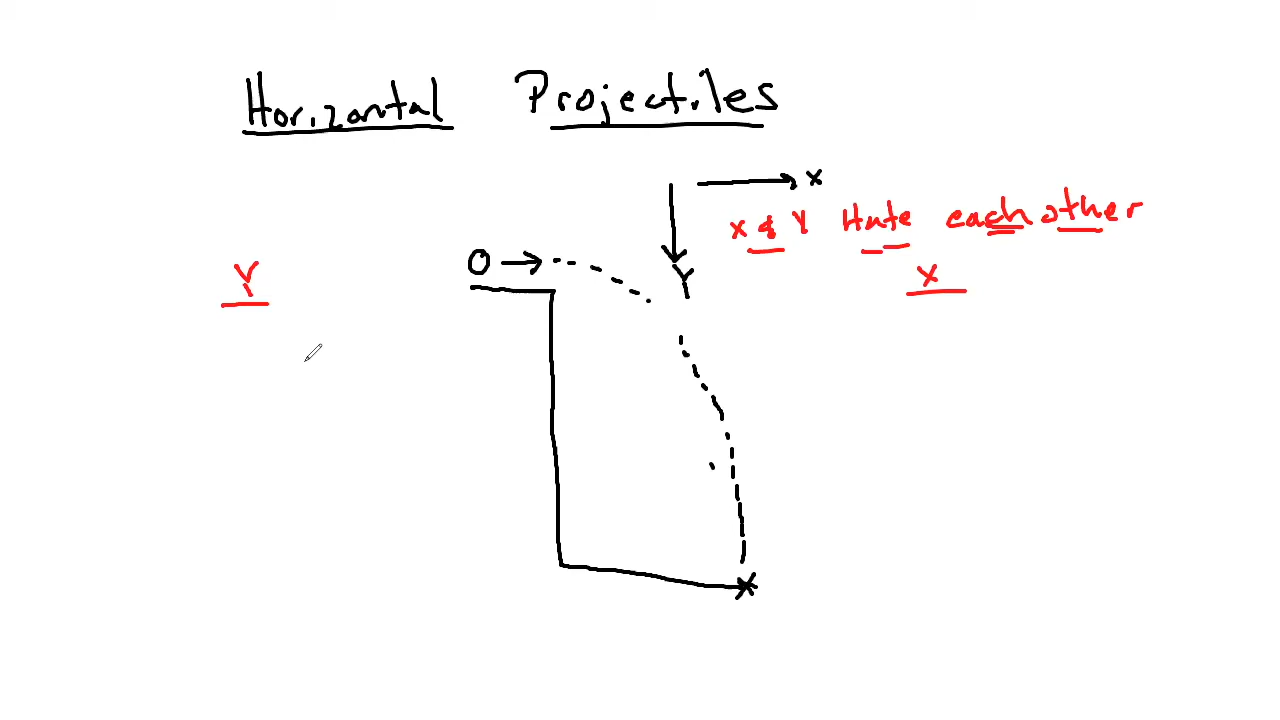 Horizontal Projectiles
X
X & Y Hate each other
Y
Y
X